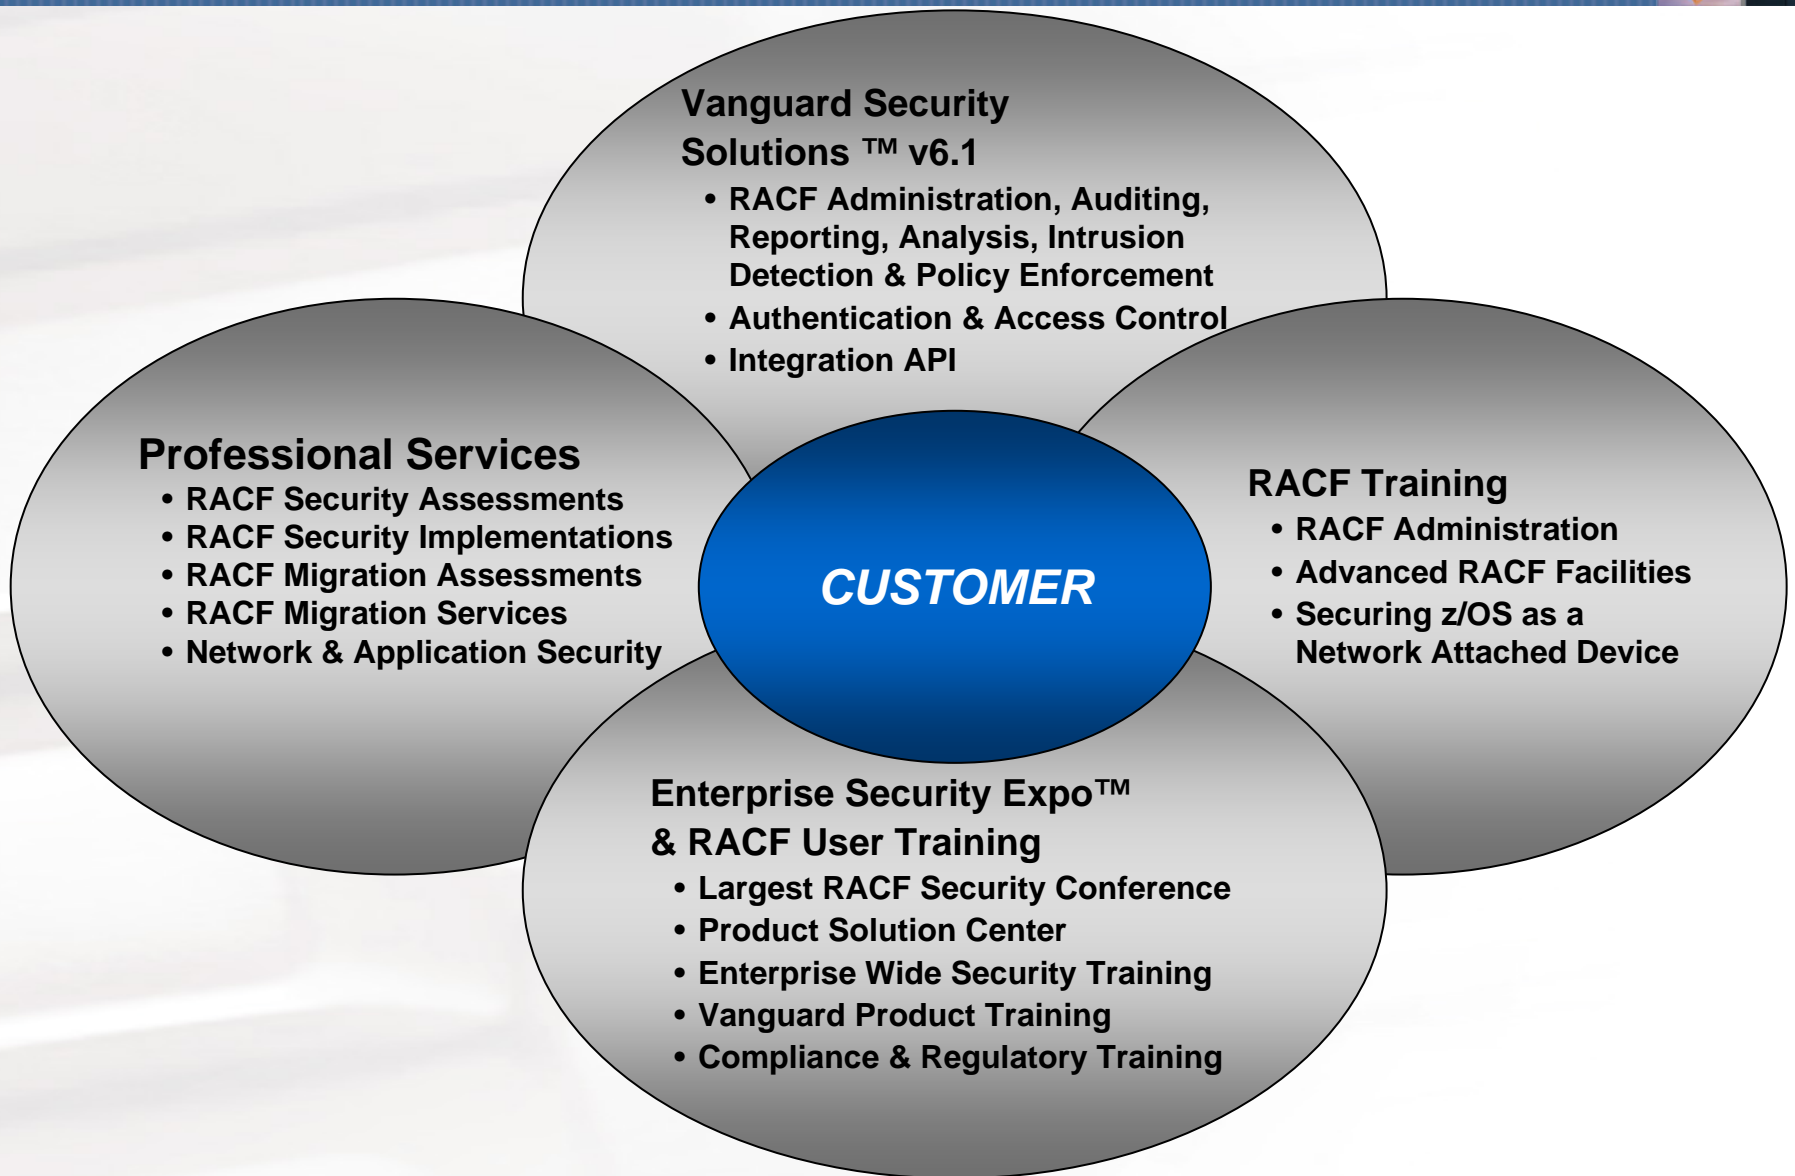 Vanguard Security
Solutions ™ v6.1
• RACF Administration, Auditing,
Reporting, Analysis, Intrusion
Detection & Policy Enforcement
• Authentication & Access Control
• Integration API
Professional Services
• RACF Security Assessments
• RACF Security Implementations
• RACF Migration Assessments
• RACF Migration Services
• Network & Application Security
CUSTOMER
RACF Training
• RACF Administration
• Advanced RACF Facilities
• Securing z/OS as a
Network Attached Device
Enterprise Security Expo™
& RACF User Training
• Largest RACF Security Conference
• Product Solution Center
• Enterprise Wide Security Training
• Vanguard Product Training
• Compliance & Regulatory Training